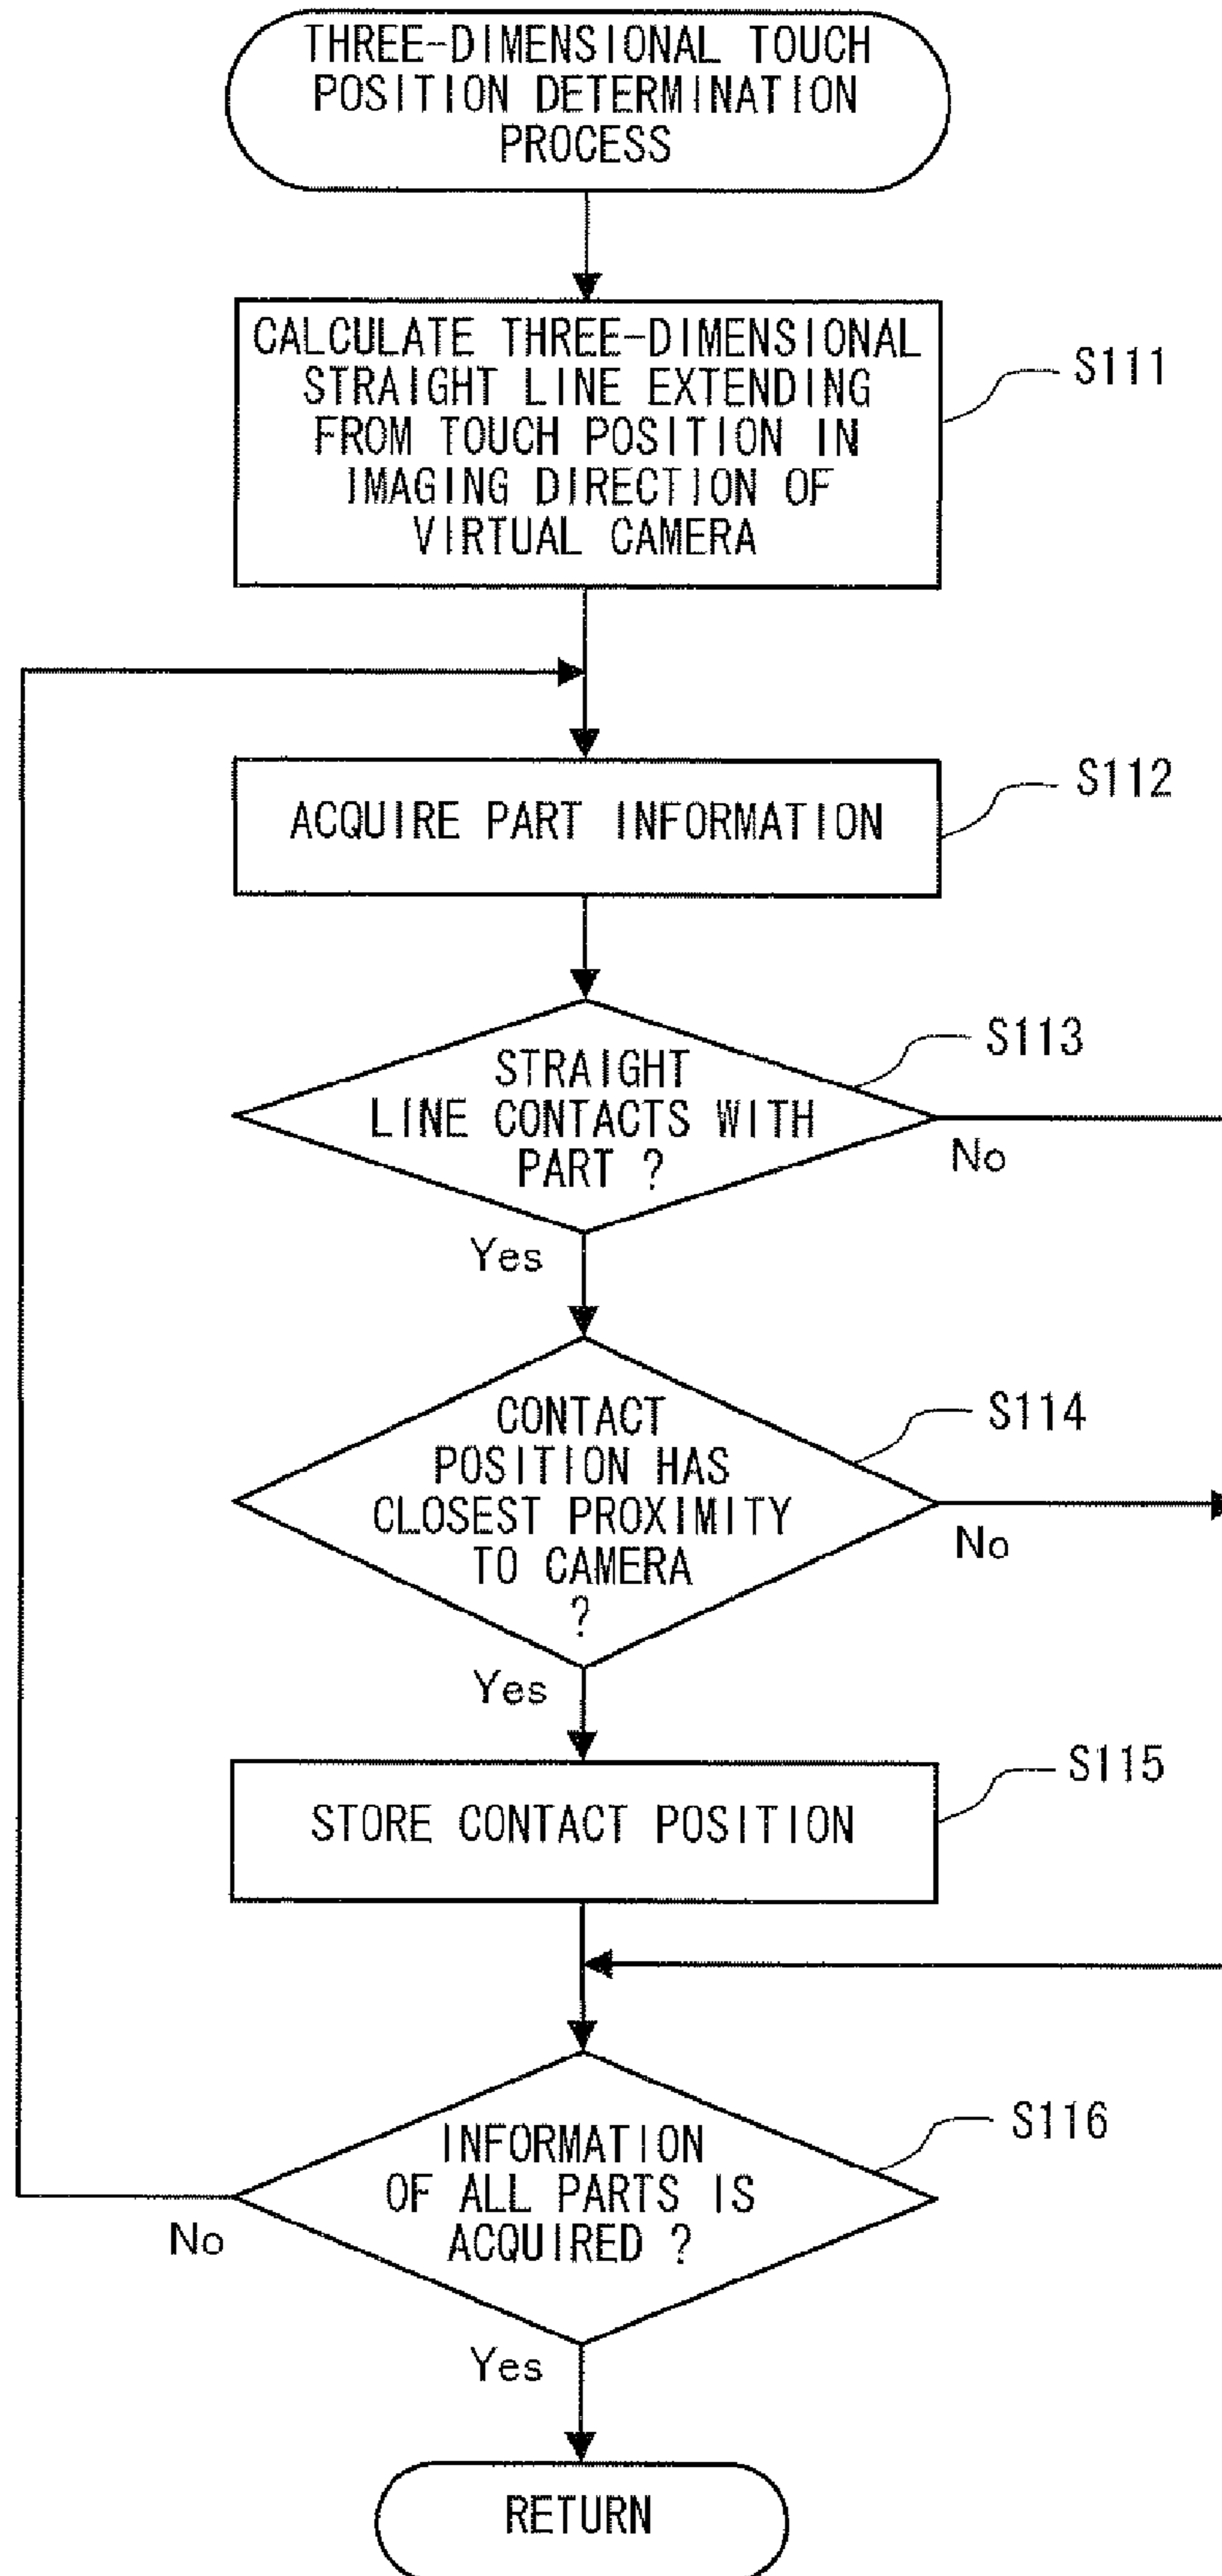 THREE-DIMENSIONAL TOUCH
POSITION DETERMINATION
PROCESS
CALCULATE THREE-DIMENSIONAL
STRAIGHT LINE EXTENDING
FROM TOUCH POSITION IN
IMAGING DIRECTION OF
VIRTUAL CAMERA
S111
ACQUIRE PART INFORMATION
S112
STRAIGHT
LINE CONTACTS WITH
PART ?
S113
No
Yes
CONTACT
POSITION HAS
CLOSEST PROXIMITY
TO CAMERA
?
S114
No
Yes
STORE CONTACT POSITION
S115
INFORMATION
OF ALL PARTS IS
ACQUIRED ?
S116
No
Yes
RETURN